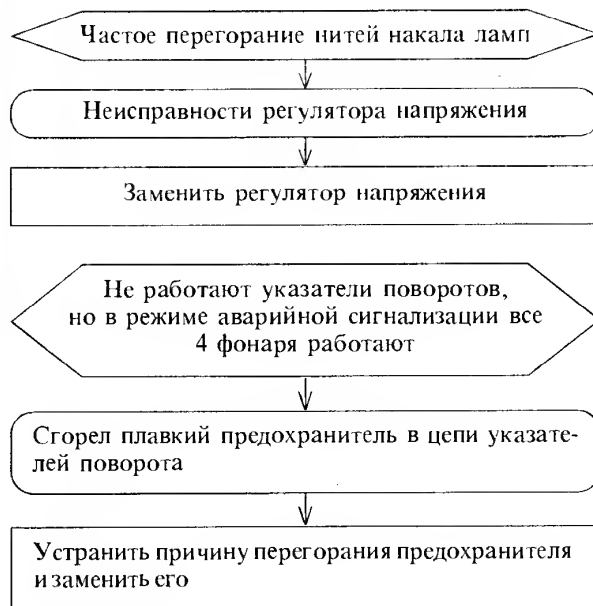 Частое перегорание нитей накала ламп
Неисправности регулятора напряжения
Заменить регулятор напряжения
Не работают указатели поворотов,
но в режиме аварийной сигнализации все
4 фонаря работают
Сгорел плавкий предохранитель в цепи указате-
лей поворота
Устранить причину перегорания предохранителя
и заменить его